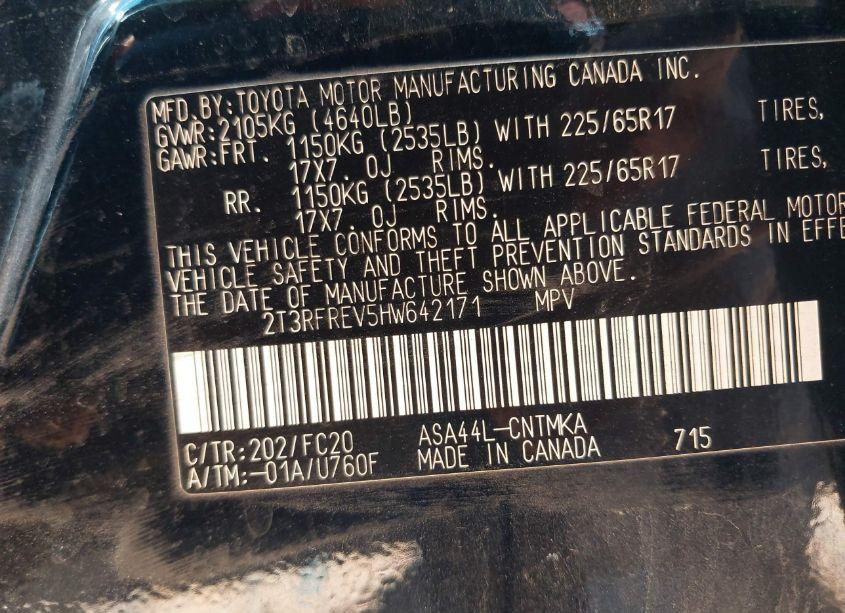 MFD.BY:TOYOTA MOTOR MANUFACTURING CANADA INC.
GVWR:2105KG (4640LB)
GAWR:FRT. 1150KG (2535LB) WITH 225/65R17 TIRES,
17X7.0J RIMS.
RR. 1150KG (2535LB) WITH 225/65R17 TIRES,
17X7.0J RIMS.
THIS VEHICLE CONFORMS TO ALL APPLICABLE FEDERAL MOTOR
VEHICLE SAFETY AND THEFT PREVENTION STANDARDS IN EFFE
THE DATE OF MANUFACTURE SHOWN ABOVE.
2T3RFREV5HW642171 MPV
C/TR:202/FC20 ASA44L-CNTMKA 715
A/TM:-01A/U760F MADE IN CANADA